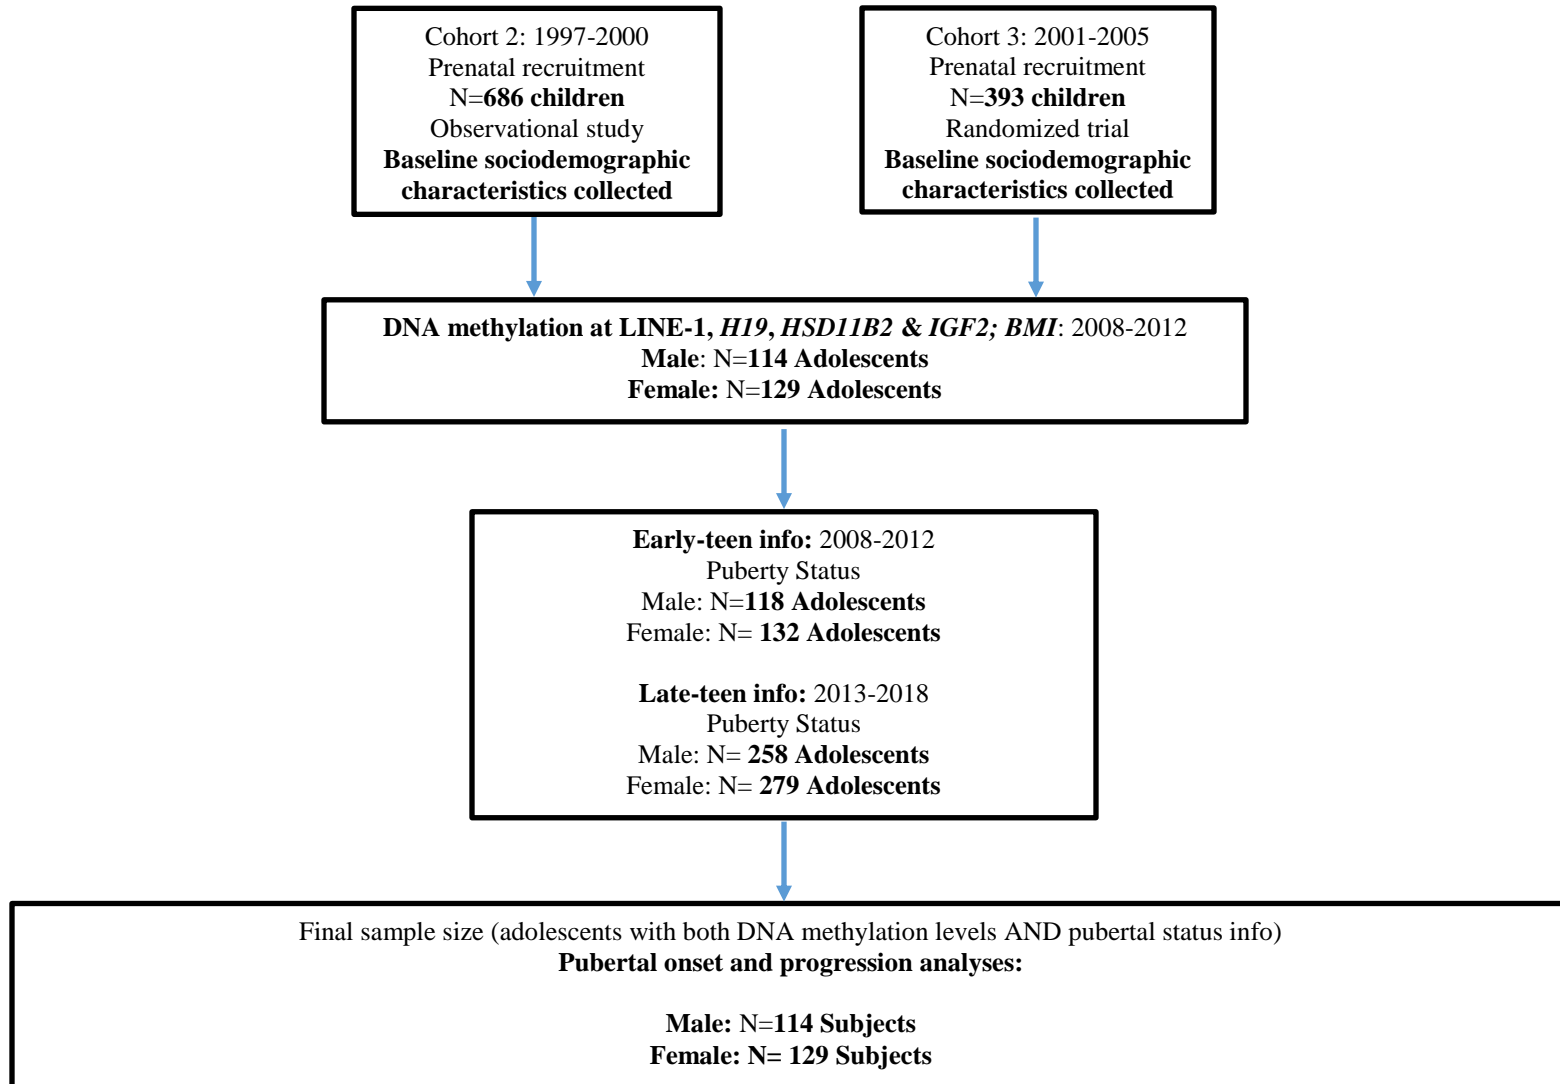 Cohort 2: 1997-2000
Prenatal recruitment
N=686 children
Observational study
Baseline sociodemographic
characteristics collected
Cohort 3: 2001-2005
Prenatal recruitment
N=393 children
Randomized trial
Baseline sociodemographic
characteristics collected
DNA methylation at LINE-1, H19, HSD11B2 & IGF2; BMI: 2008-2012
Male: N=114 Adolescents
Female: N=129 Adolescents
Early-teen info: 2008-2012
Puberty Status
Male: N=118 Adolescents
Female: N= 132 Adolescents
Late-teen info: 2013-2018
Puberty Status
Male: N= 258 Adolescents
Female: N= 279 Adolescents
Final sample size (adolescents with both DNA methylation levels AND pubertal status info)
Pubertal onset and progression analyses:
Male: N=114 Subjects
Female: N= 129 Subjects